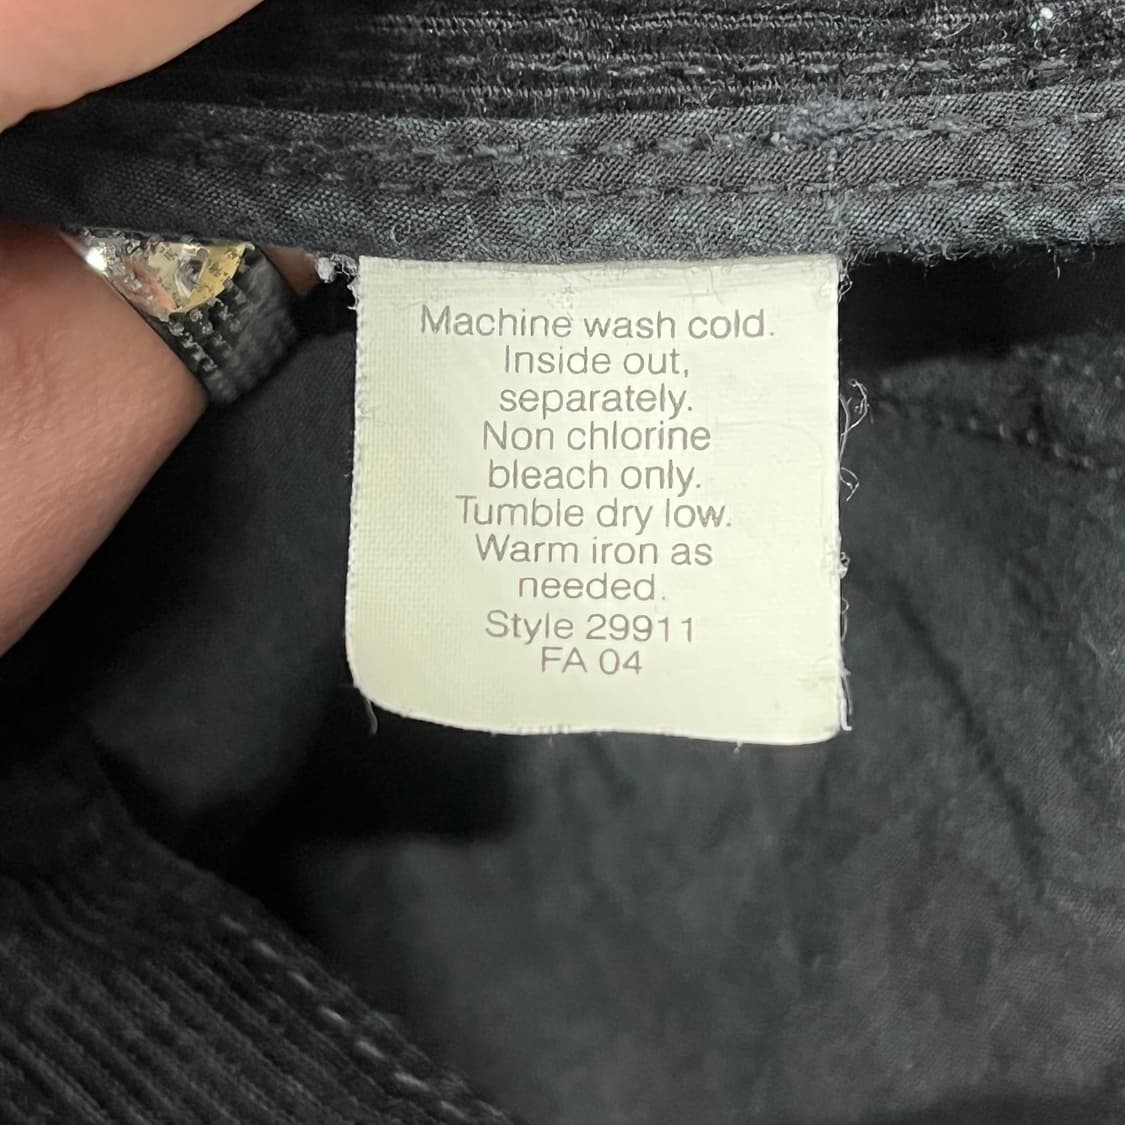 Machine wash cold.
Inside out,
separately.
Non chlorine
bleach only.
Tumble dry low.
Warm iron as
needed.
Style 29911
FA 04